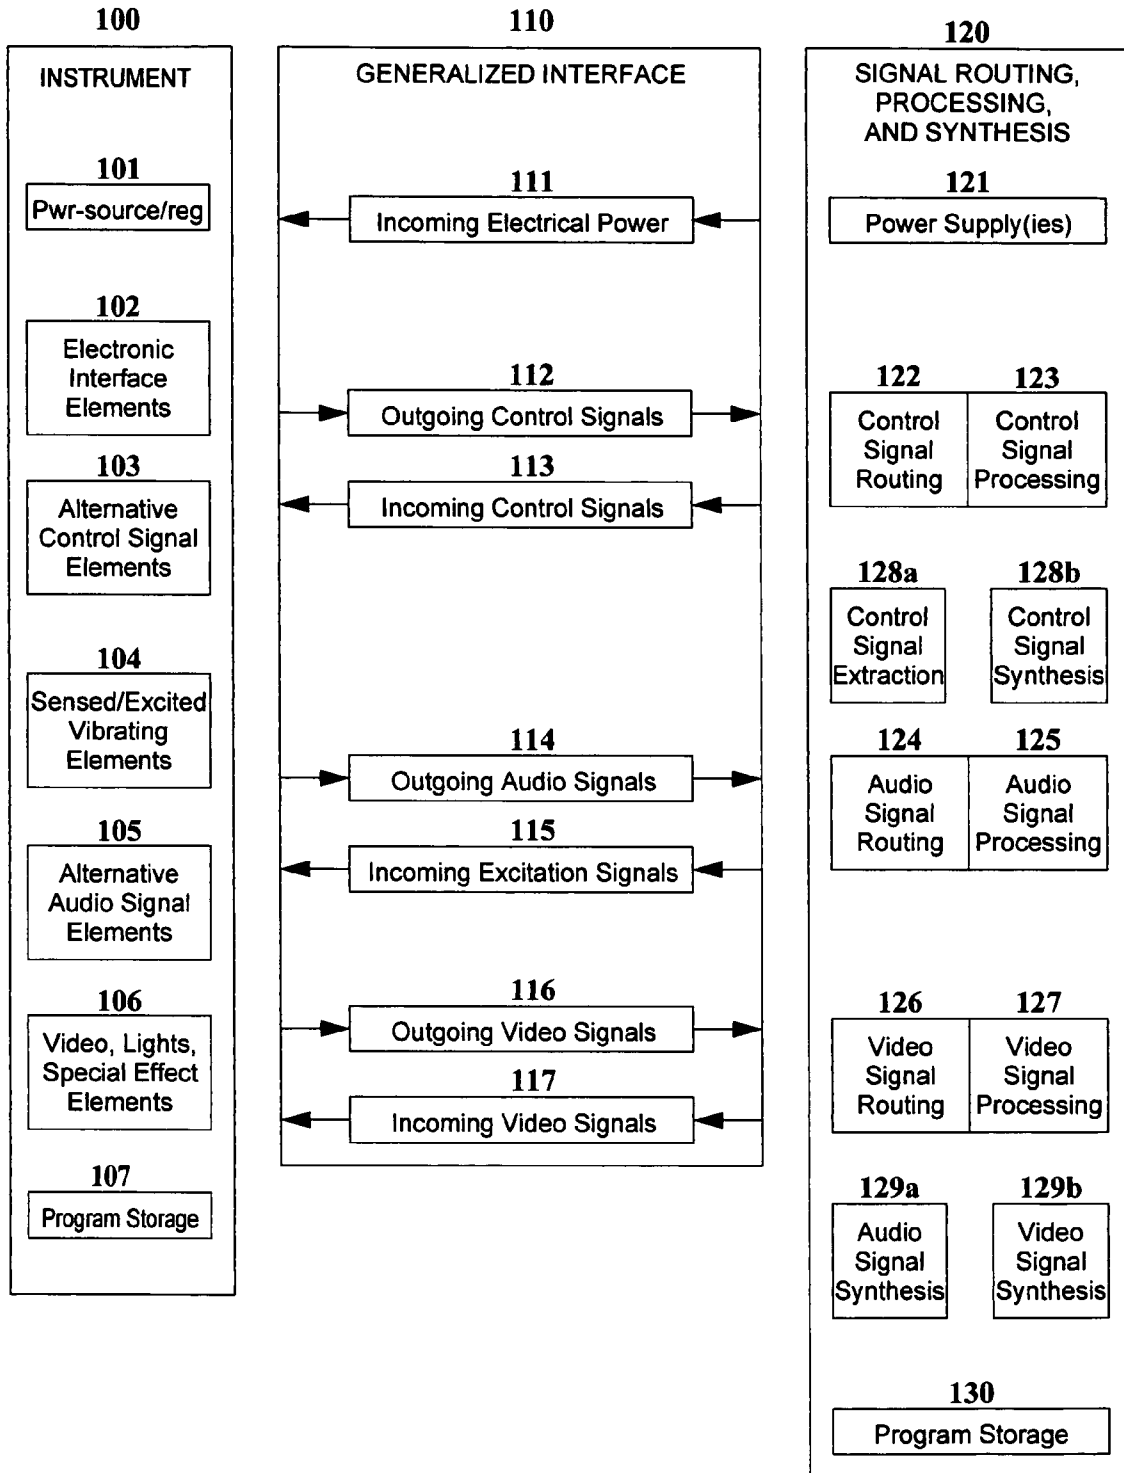 100
INSTRUMENT
101
Pwr-source/reg
102
Electronic
Interface
Elements
103
Alternative
Control Signal
Elements
104
Sensed/Excited
Vibrating
Elements
105
Alternative
Audio Signal
Elements
106
Video, Lights,
Special Effect
Elements
107
Program Storage
110
GENERALIZED INTERFACE
111
Incoming Electrical Power
112
Outgoing Control Signals
113
Incoming Control Signals
114
Outgoing Audio Signals
115
Incoming Excitation Signals
116
Outgoing Video Signals
117
Incoming Video Signals
120
SIGNAL ROUTING,
PROCESSING,
AND SYNTHESIS
121
Power Supply(ies)
122
Control
Signal
Routing
123
Control
Signal
Processing
128a
Control
Signal
Extraction
128b
Control
Signal
Synthesis
124
Audio
Signal
Routing
125
Audio
Signal
Processing
126
Video
Signal
Routing
127
Video
Signal
Processing
129a
Audio
Signal
Synthesis
129b
Video
Signal
Synthesis
130
Program Storage